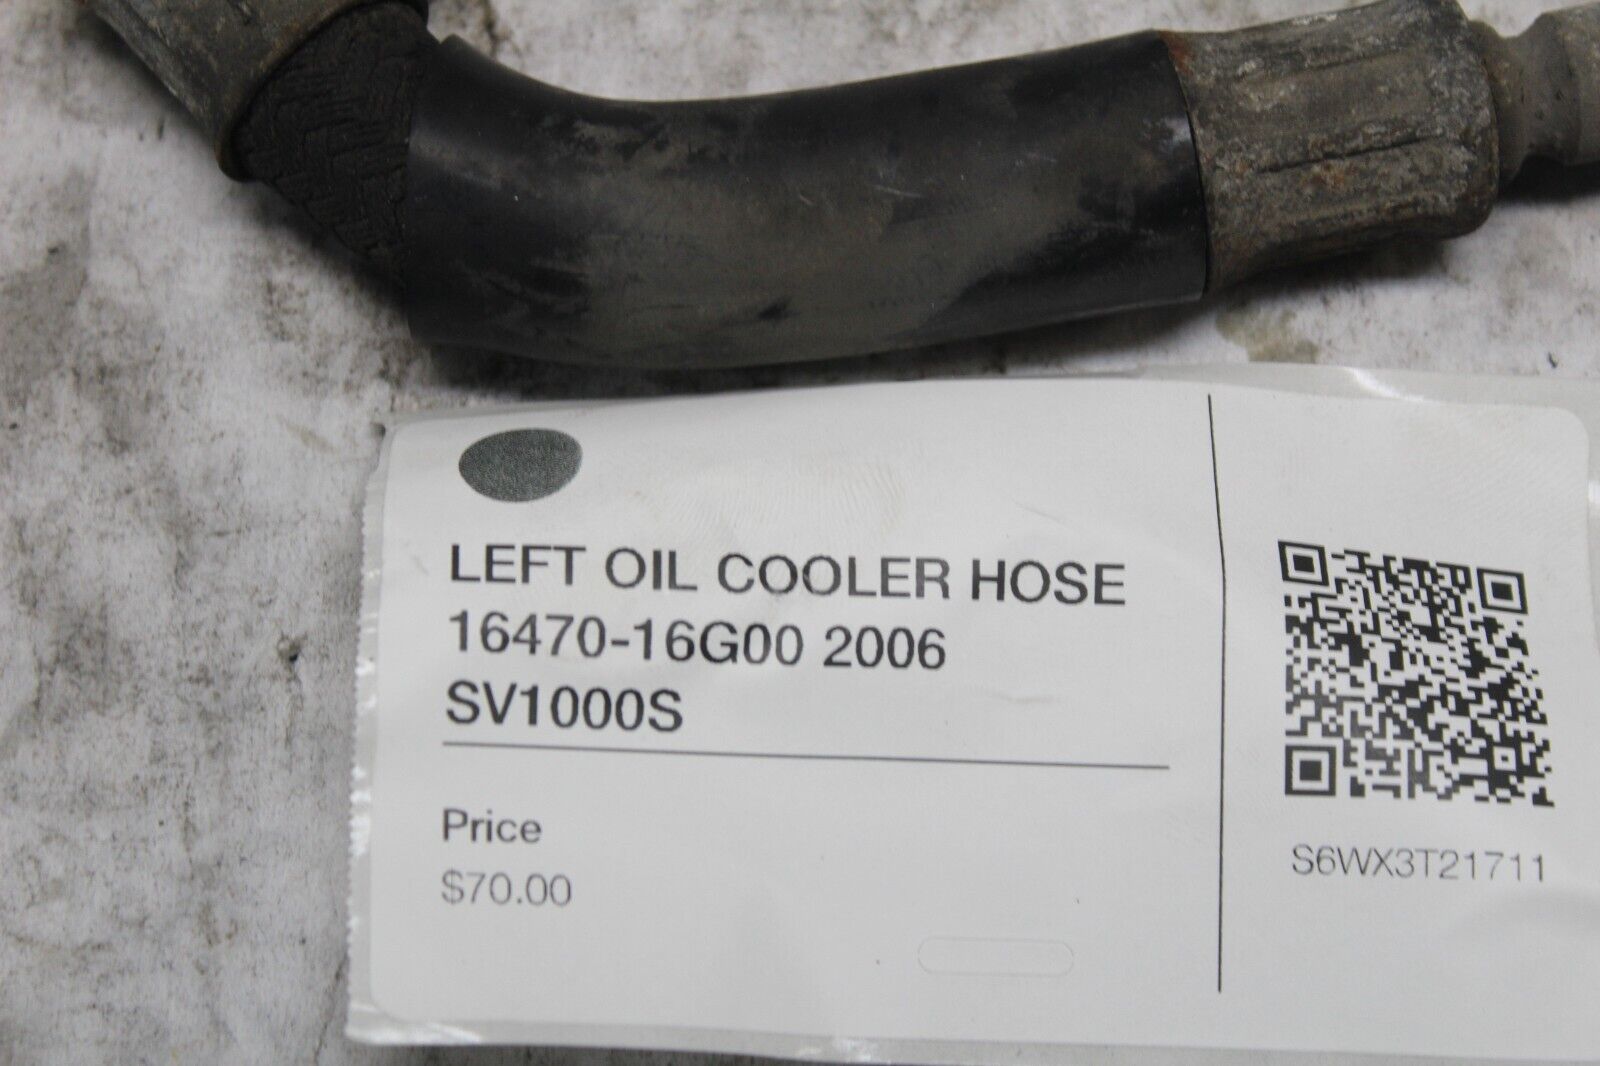 LEFT OIL COOLER HOSE
16470-16G00 2006
SV1000S
Price
$70.00
S6WX3T21711